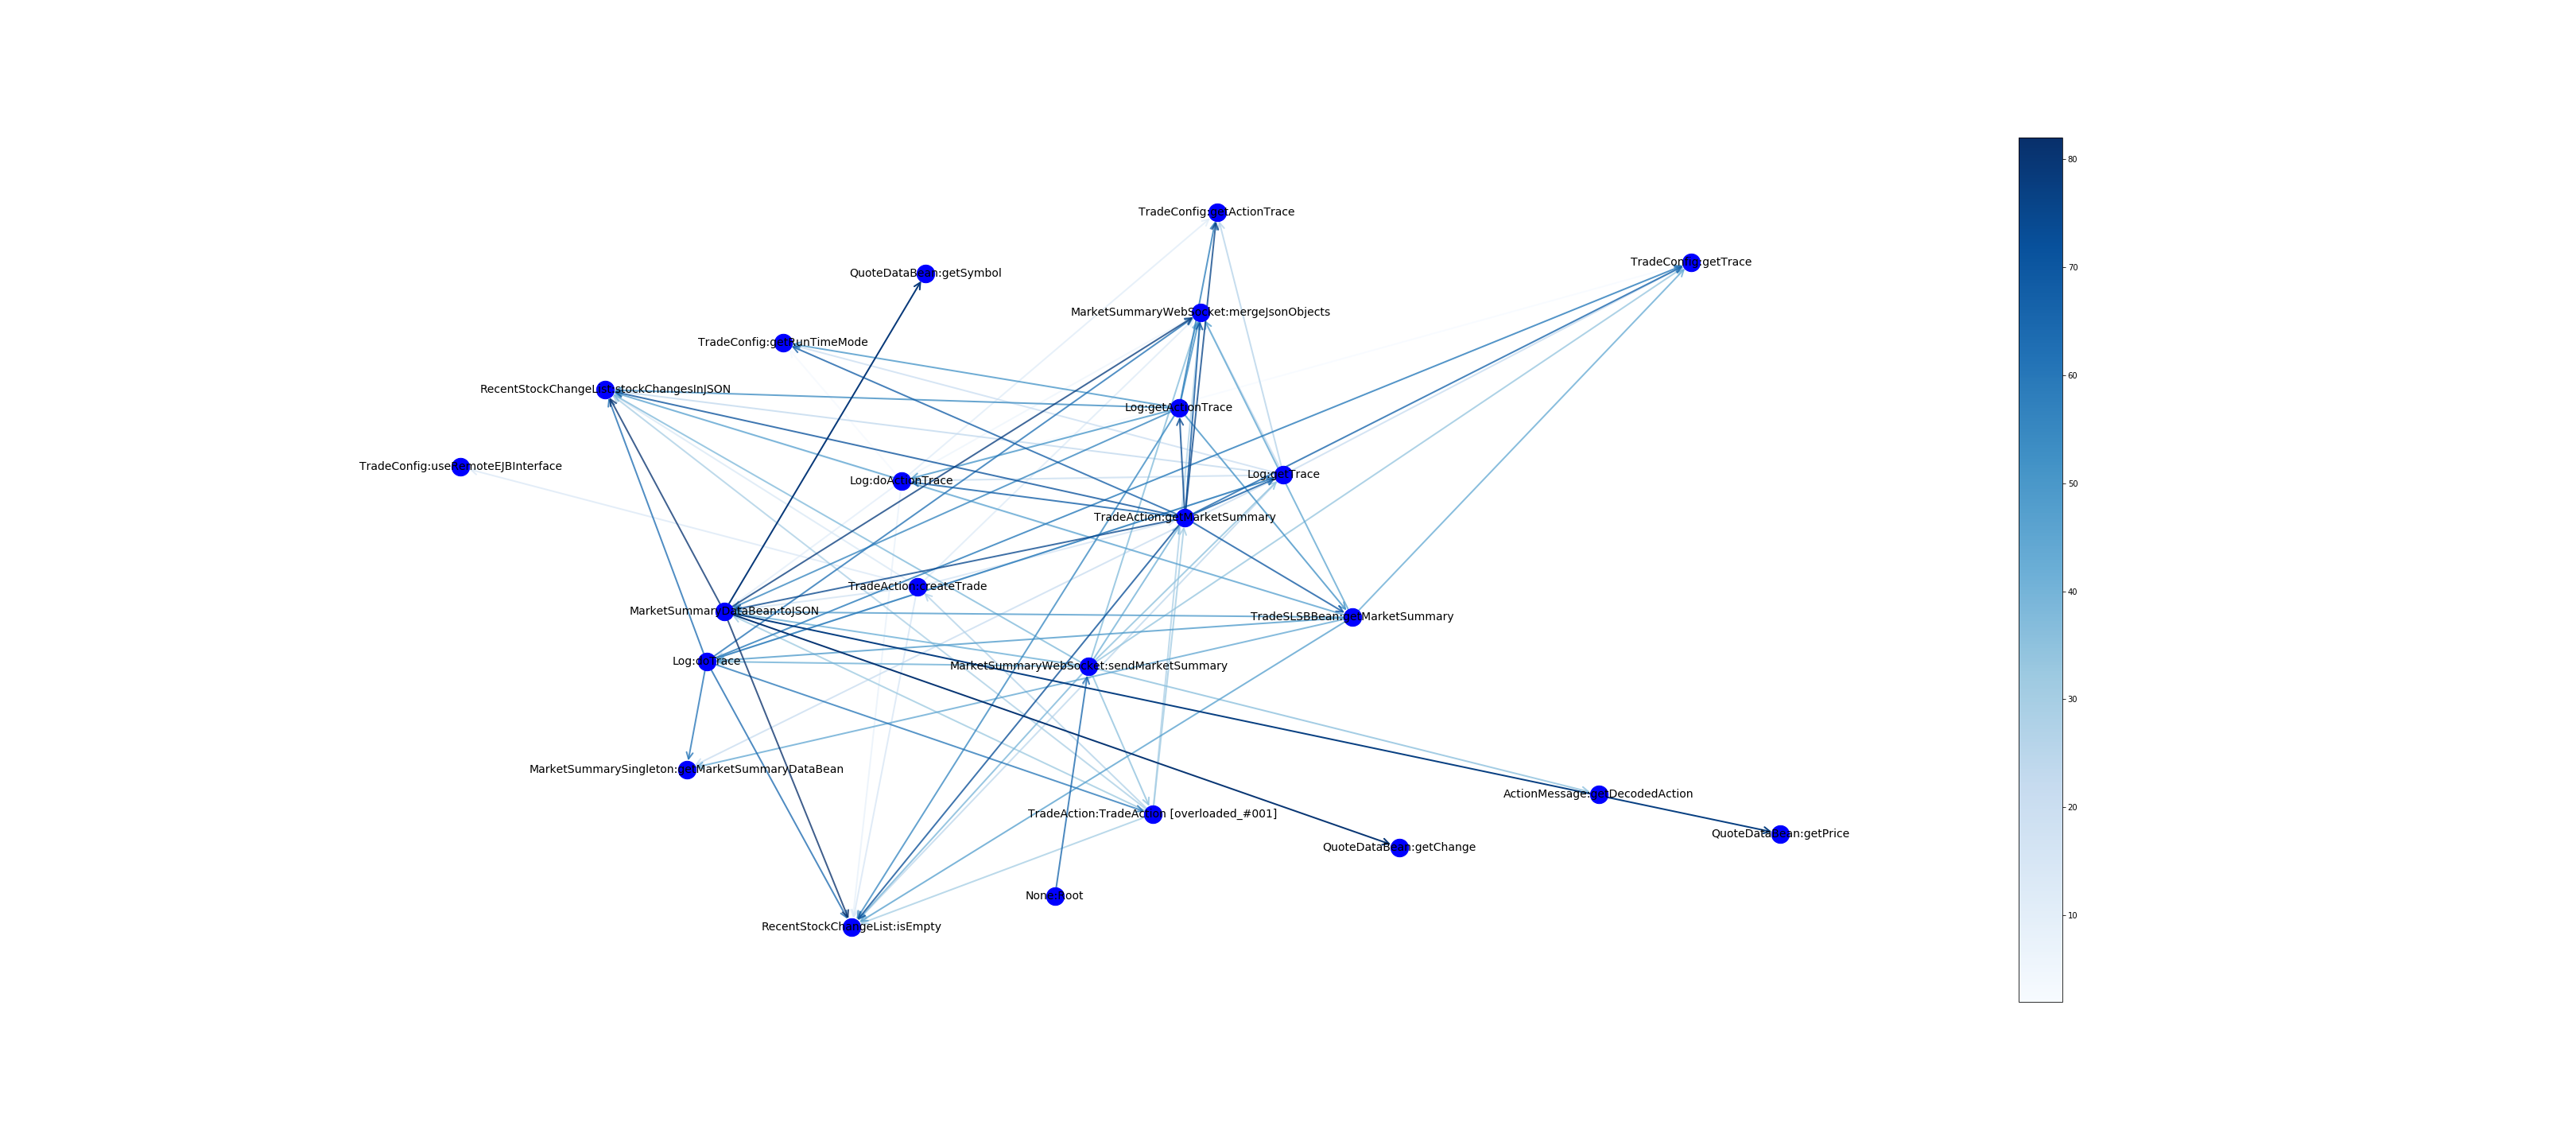 TradeConfig:getActionTrace
TradeConfig:getTrace
QuoteDataBean:getSymbol
MarketSummaryWebSocket:mergeJsonObjects
TradeConfig:getRunTimeMode
RecentStockChangeList:stockChangesInJSON
Log:getActionTrace
TradeConfig:useRemoteEJBInterface
Log:doActionTrace
Log:getTrace
TradeAction:getMarketSummary
TradeAction:createTrade
MarketSummaryDataBean:toJSON
TradeSLSBBean:getMarketSummary
Log:doTrace
MarketSummaryWebSocket:sendMarketSummary
MarketSummarySingleton:getMarketSummaryDataBean
ActionMessage:getDecodedAction
TradeAction:TradeAction [overloaded_#001]
QuoteDataBean:getPrice
QuoteDataBean:getChange
None:Root
RecentStockChangeList:isEmpty
80
70
60
50
40
30
20
10